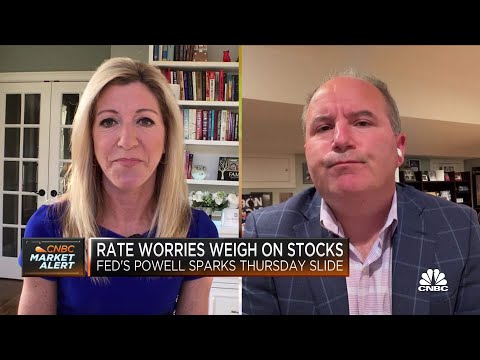 CNBC
MARKET
ALERT
RATE WORRIES WEIGH ON STOCKS
FED'S POWELL SPARKS THURSDAY SLIDE
CNBC